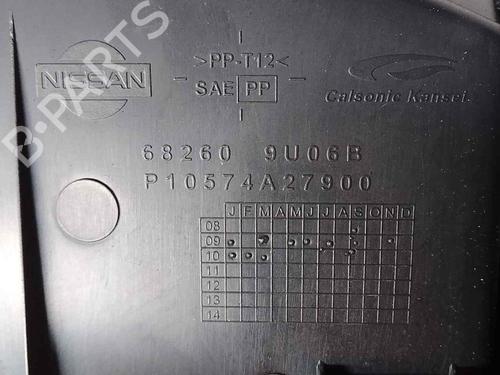 NISSAN
>PP-T12<
SAE PP
Calsonic Kansei
68260 9U06B
P10574A27900
J F M A M J J A S O N D
08
09
10
11
12
13
14
B-PARTS